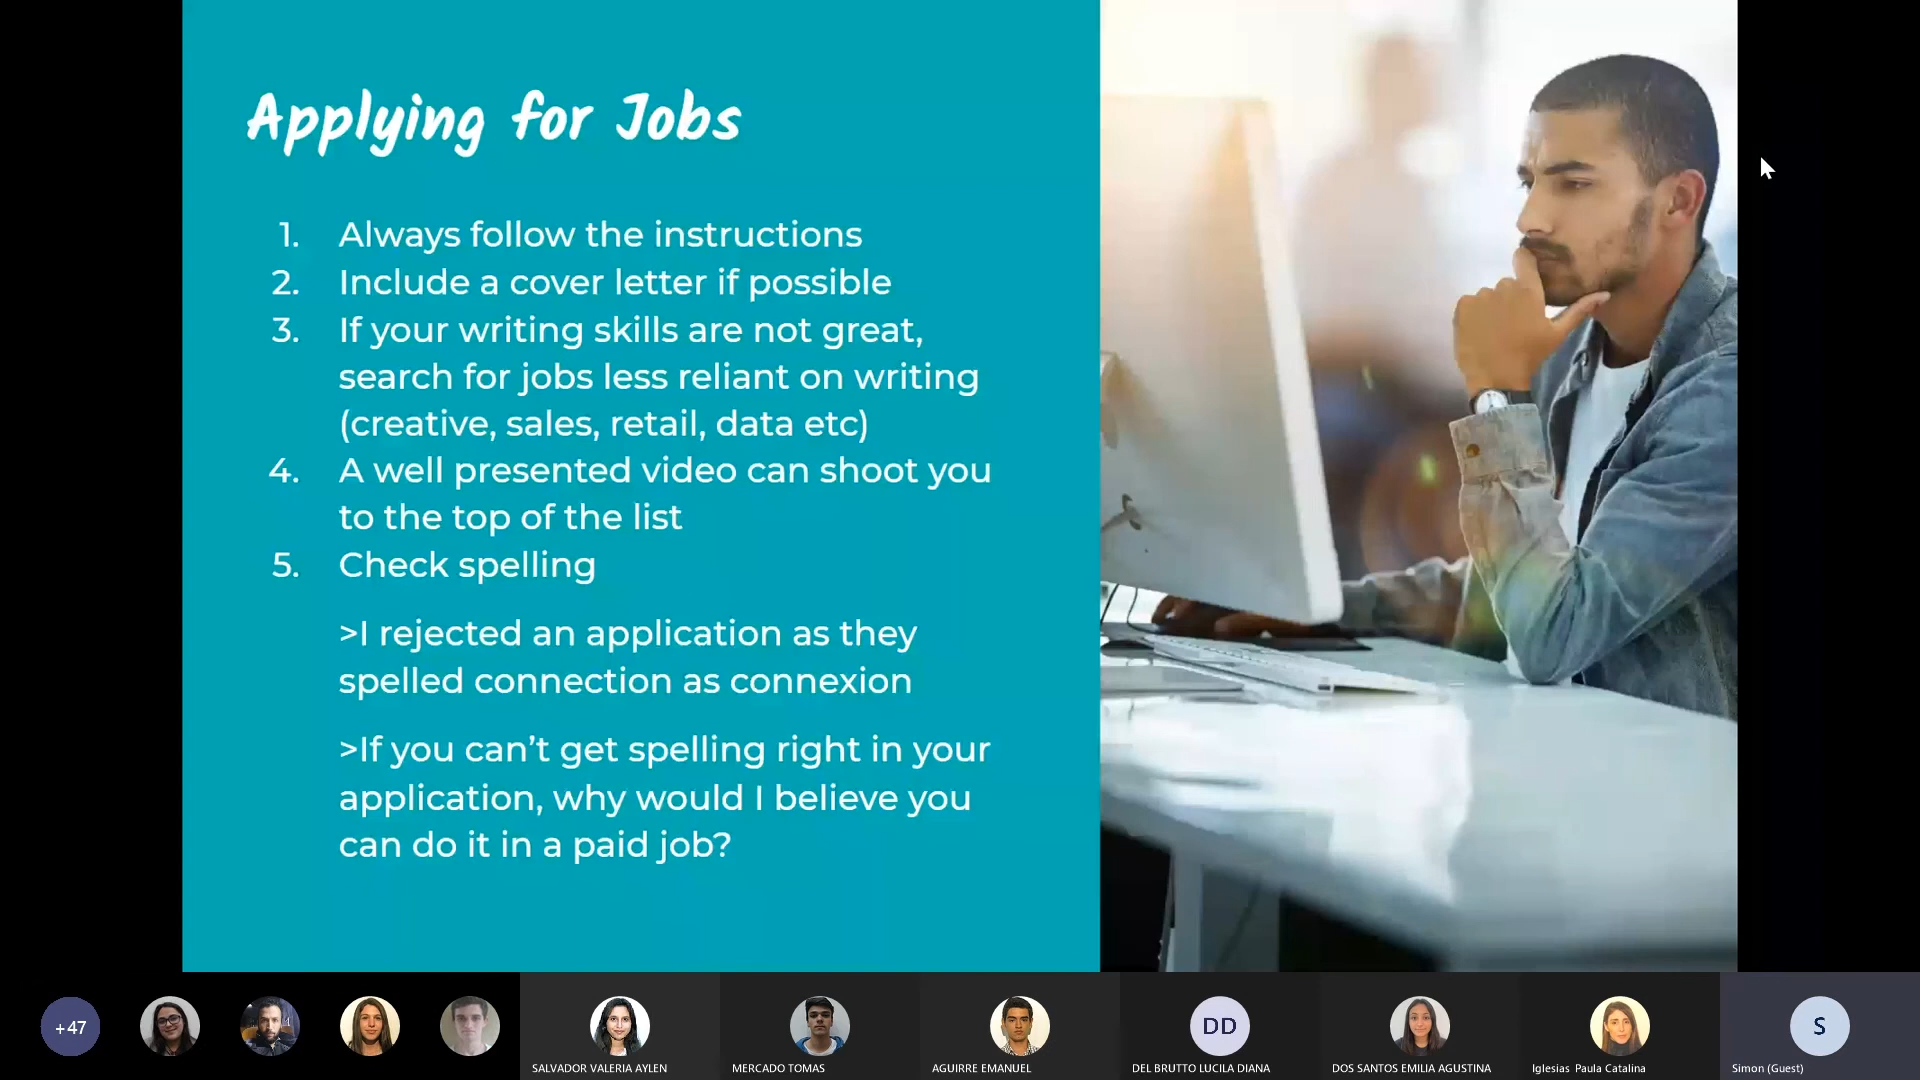 Applying for Jobs
1. Always follow the instructions
2. Include a cover letter if possible
3. If your writing skills are not great,
search for jobs less reliant on writing
(creative, sales, retail, data etc)
4. A well presented video can shoot you
to the top of the list
5. Check spelling
>I rejected an application as they
spelled connection as connexion
>If you can’t get spelling right in your
application, why would I believe you
can do it in a paid job?
+47
DD
S
SALVADOR VALERIA AYLEN
MERCADO TOMAS
AGUIRRE EMANUEL
DEL BRUTTO LUCILA DIANA
DOS SANTOS EMILIA AGUSTINA
Iglesias Paula Catalina
Simon (Guest)